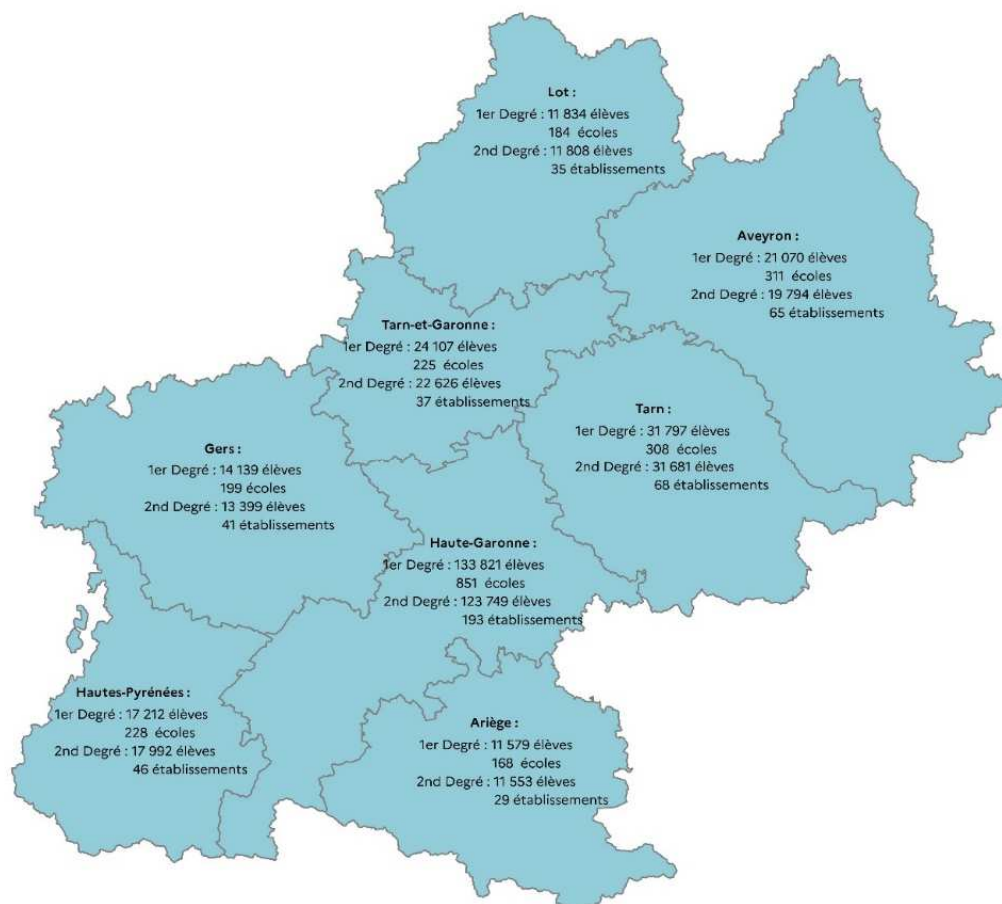 Lot :
1er Degré : 11 834 élèves
184 écoles
2nd Degré : 11 808 élèves
35 établissements
Aveyron :
1er Degré : 21 070 élèves
311 écoles
2nd Degré : 19 794 élèves
65 établissements
Tarn-et-Garonne :
1er Degré : 24 107 élèves
225 écoles
2nd Degré : 22 626 élèves
37 établissements
Tarn :
1er Degré : 31 797 élèves
308 écoles
2nd Degré : 31 681 élèves
68 établissements
Gers :
1er Degré : 14 139 élèves
199 écoles
2nd Degré : 13 399 élèves
41 établissements
Haute-Garonne :
1er Degré : 133 821 élèves
851 écoles
2nd Degré : 123 749 élèves
193 établissements
Hautes-Pyrénées :
1er Degré : 17 212 élèves
228 écoles
2nd Degré : 17 992 élèves
46 établissements
Ariège :
1er Degré : 11 579 élèves
168 écoles
2nd Degré : 11 553 élèves
29 établissements